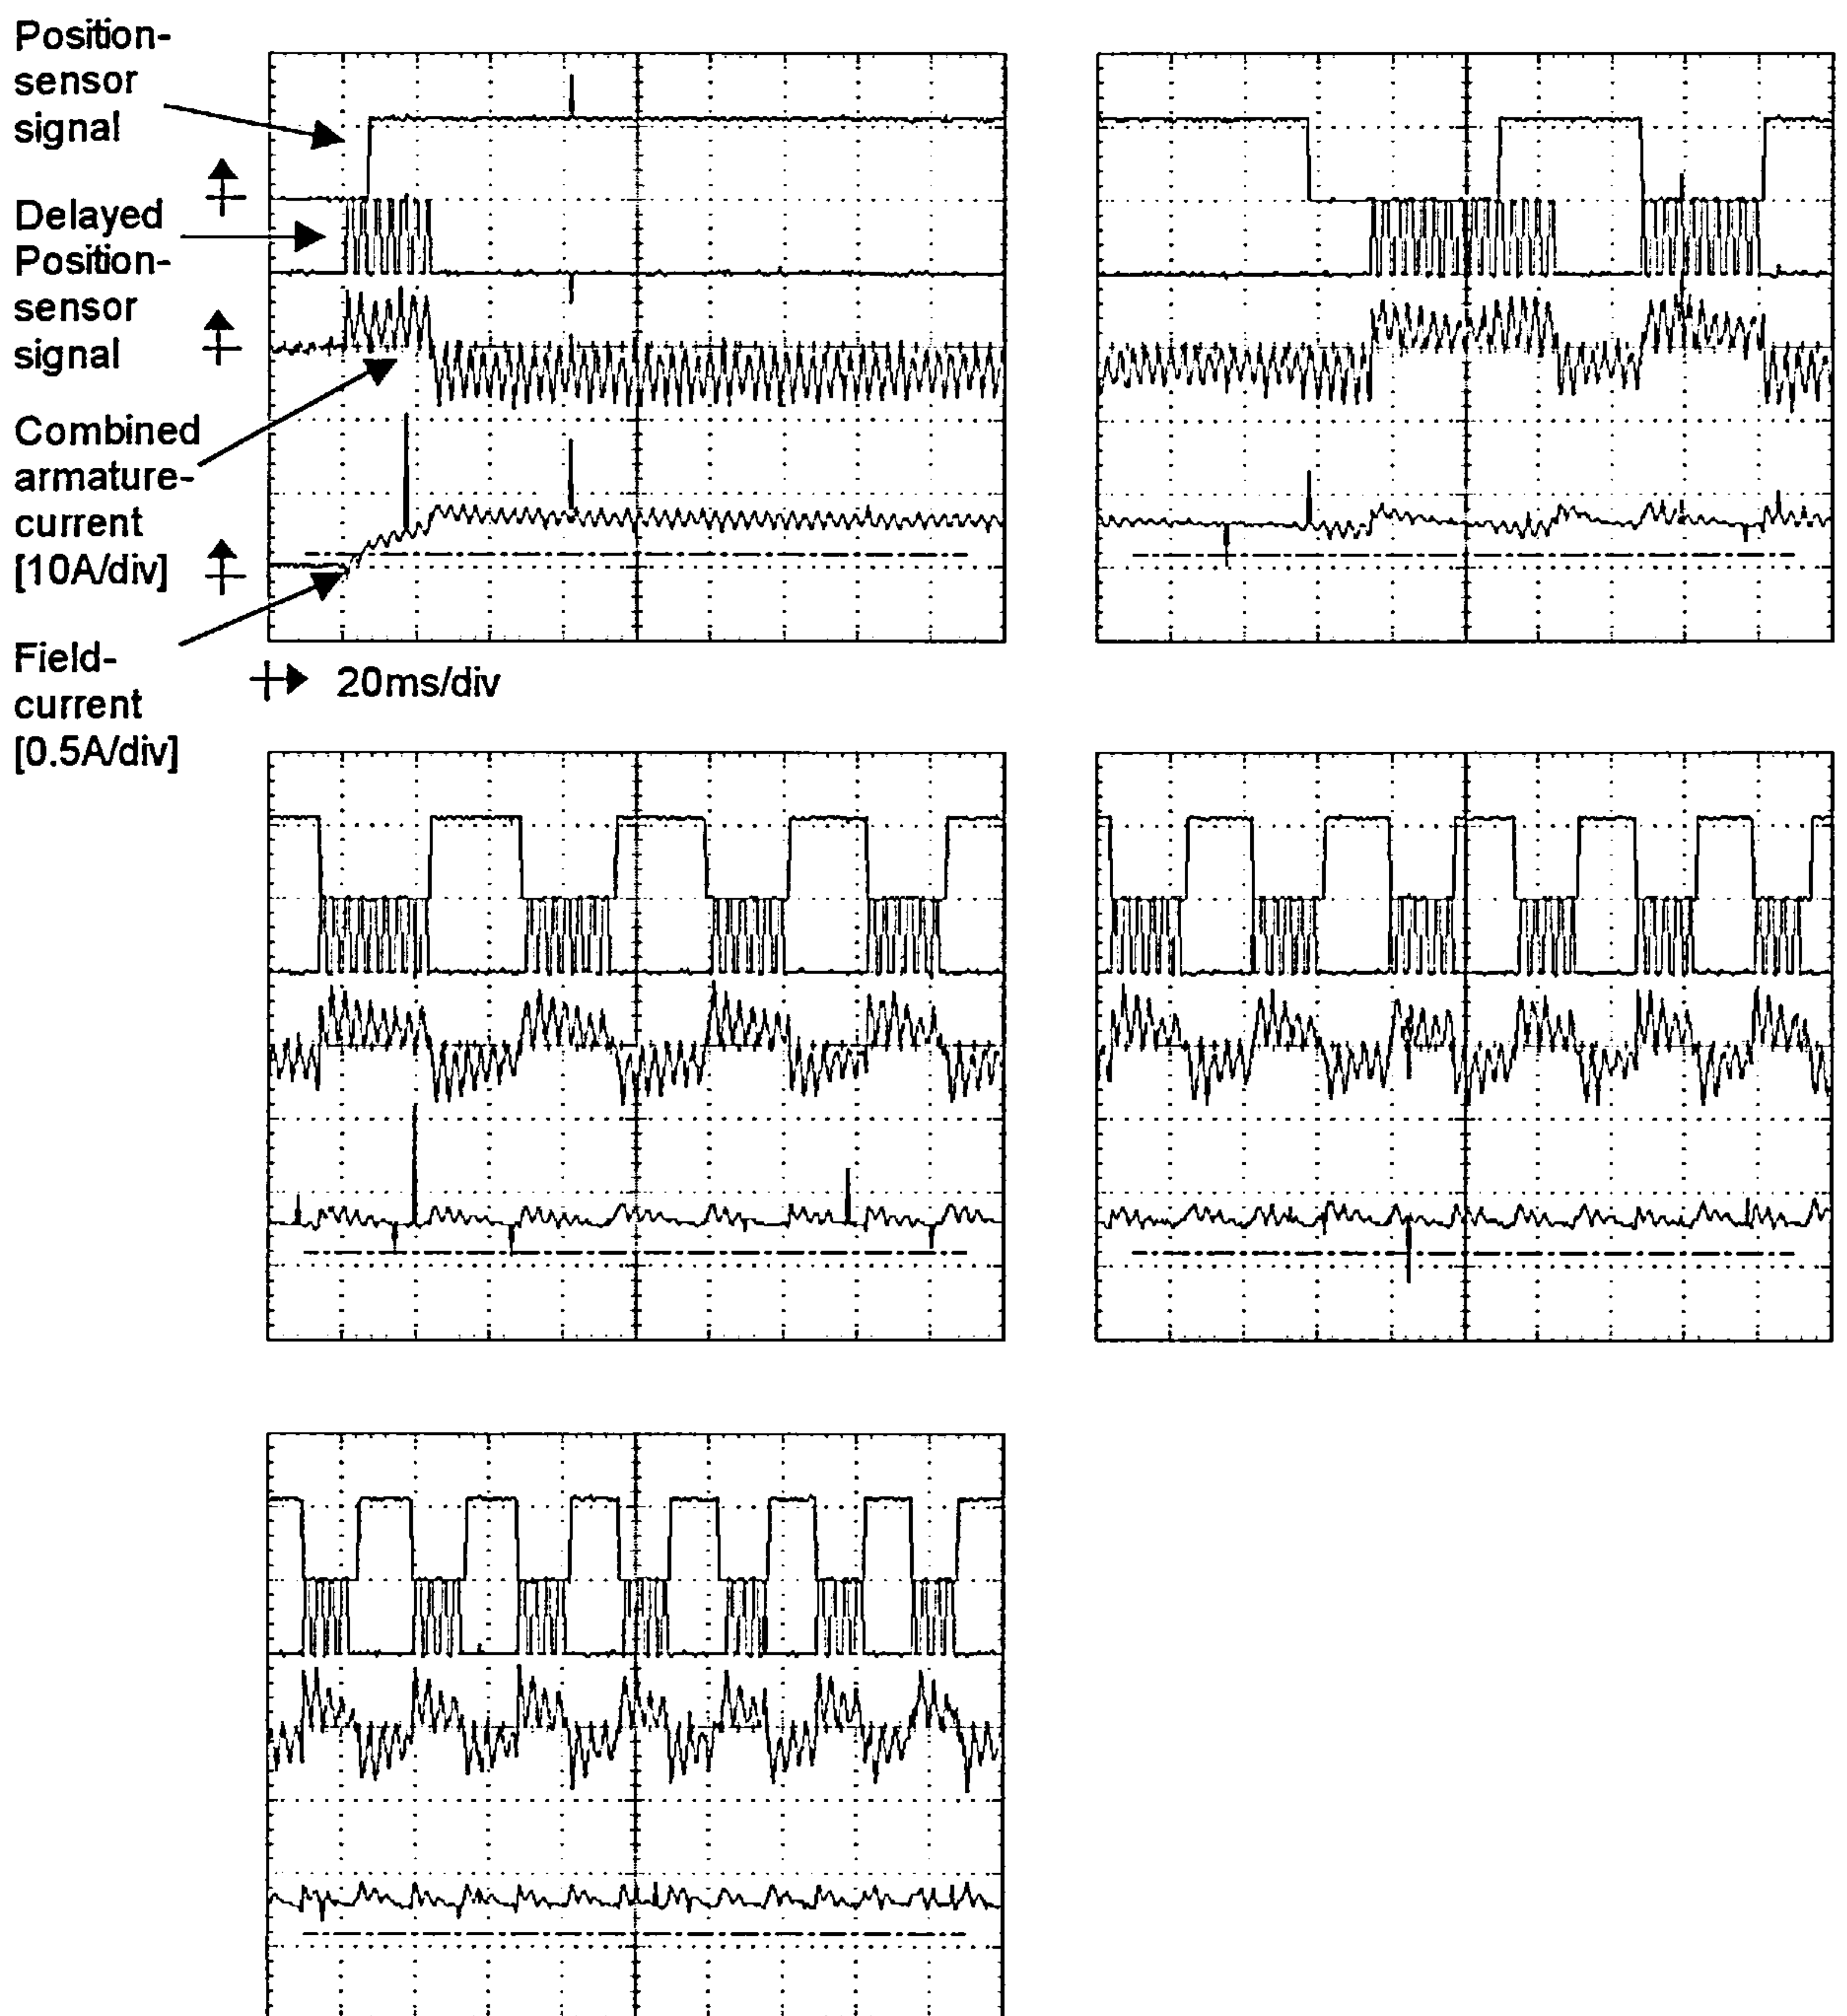 Position-
sensor
signal
Delayed
Position-
sensor
signal
Combined
armature-
current
[10A/div]
Field-
current
[0.5A/div]
20ms/div